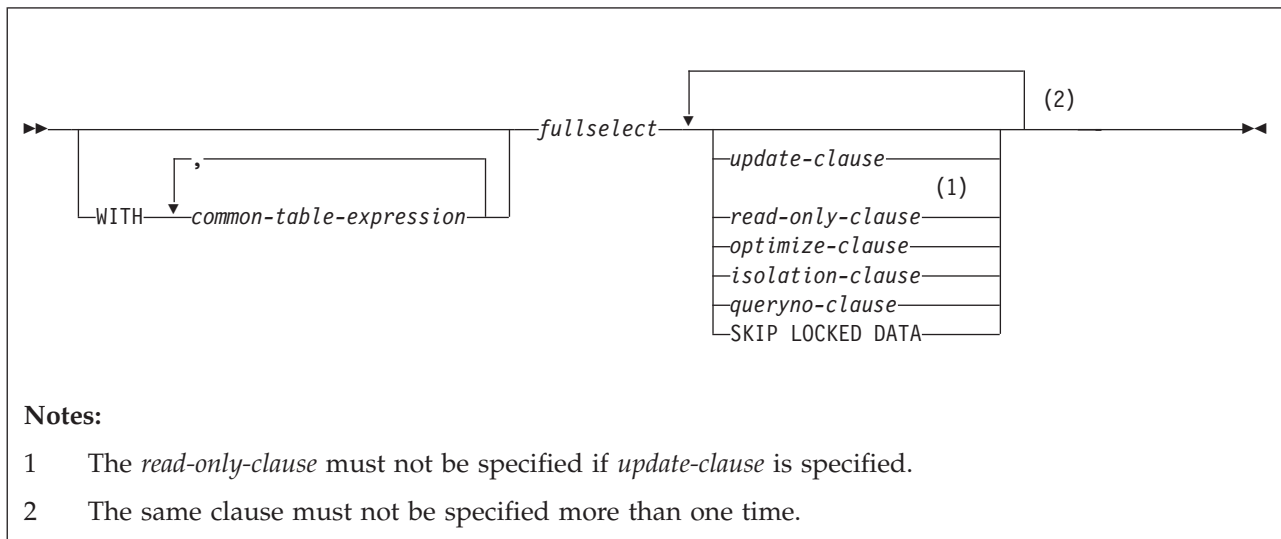 (2)
fullselect
,
update-clause
(1)
WITH common-table-expression
read-only-clause
optimize-clause
isolation-clause
queryno-clause
SKIP LOCKED DATA
Notes:
1 The read-only-clause must not be specified if update-clause is specified.
2 The same clause must not be specified more than one time.